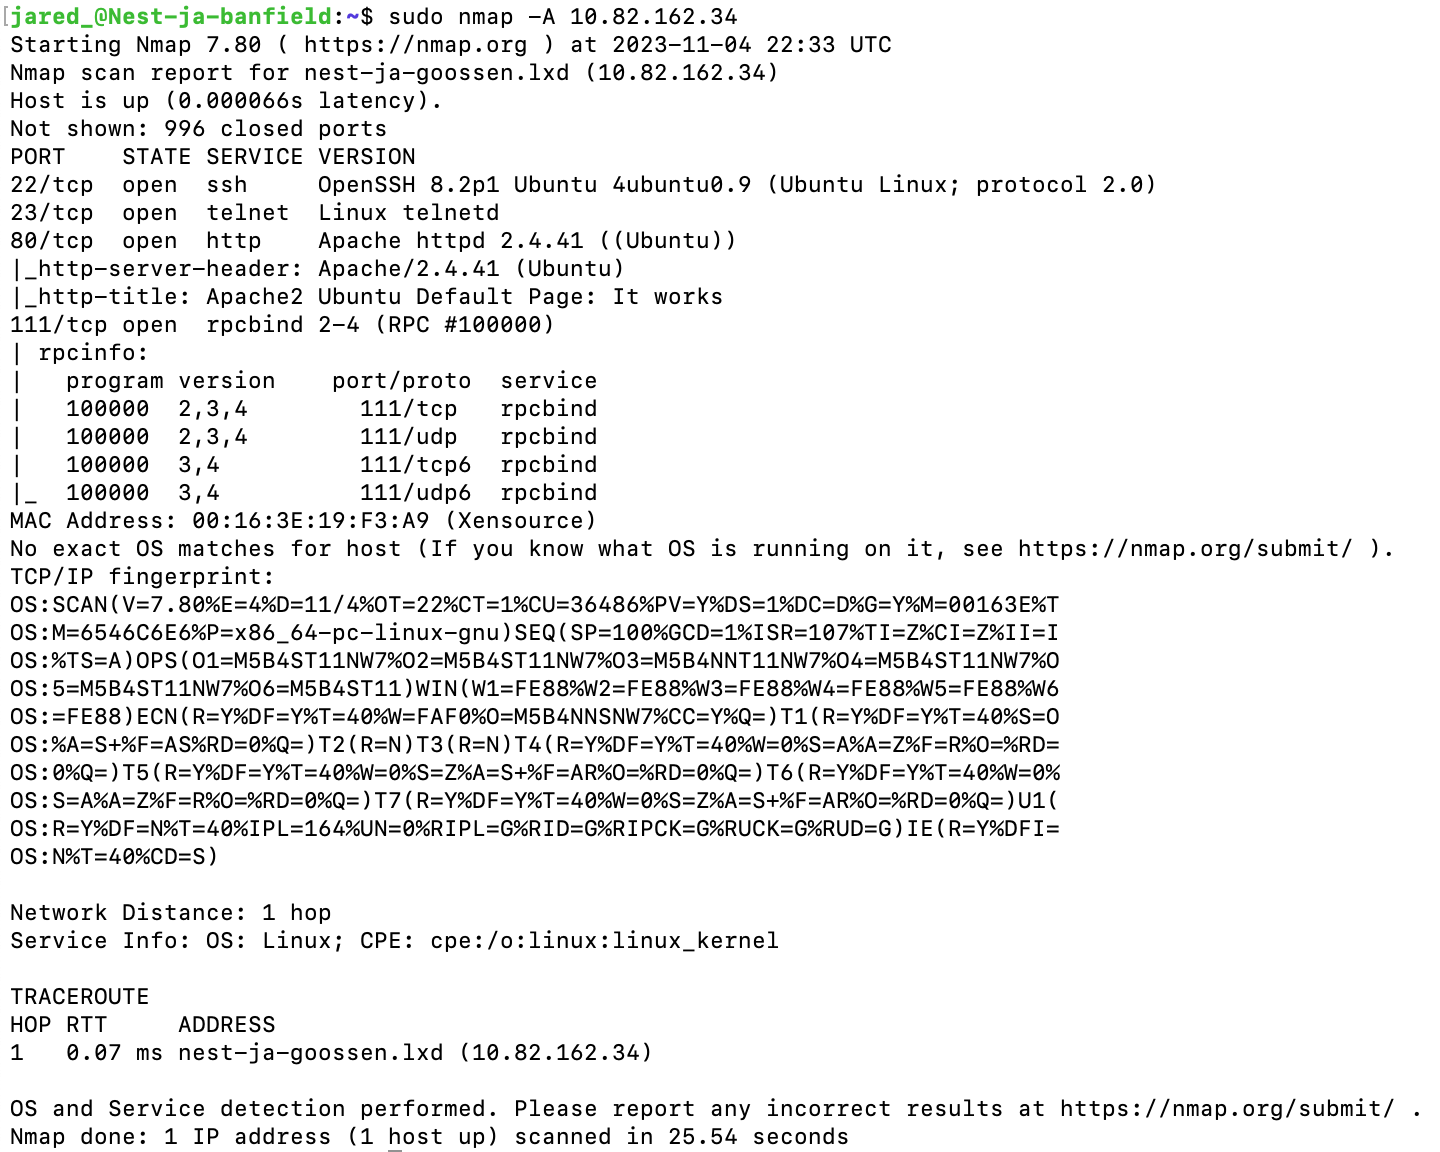 jared_@Nest-ja-banfield:~$ sudo nmap -A 10.82.162.34
Starting Nmap 7.80 ( https://nmap.org ) at 2023-11-04 22:33 UTC
Nmap scan report for nest-ja-goossen.lxd (10.82.162.34)
Host is up (0.000066s latency).
Not shown: 996 closed ports
PORT    STATE SERVICE VERSION
22/tcp  open  ssh     OpenSSH 8.2p1 Ubuntu 4ubuntu0.9 (Ubuntu Linux; protocol 2.0)
23/tcp  open  telnet  Linux telnetd
80/tcp  open  http    Apache httpd 2.4.41 ((Ubuntu))
|_http-server-header: Apache/2.4.41 (Ubuntu)
|_http-title: Apache2 Ubuntu Default Page: It works
111/tcp open  rpcbind 2-4 (RPC #100000)
| rpcinfo:
|   program version    port/proto  service
|   100000  2,3,4        111/tcp   rpcbind
|   100000  2,3,4        111/udp   rpcbind
|   100000  3,4          111/tcp6  rpcbind
|_  100000  3,4          111/udp6  rpcbind
MAC Address: 00:16:3E:19:F3:A9 (Xensource)
No exact OS matches for host (If you know what OS is running on it, see https://nmap.org/submit/ ).
TCP/IP fingerprint:
OS:SCAN(V=7.80%E=4%D=11/4%OT=22%CT=1%CU=36486%PV=Y%DS=1%DC=D%G=Y%M=00163E%T
OS:M=6546C6E6%P=x86_64-pc-linux-gnu)SEQ(SP=100%GCD=1%ISR=107%TI=Z%CI=Z%II=I
OS:%TS=A)OPS(O1=M5B4ST11NW7%O2=M5B4ST11NW7%O3=M5B4NNT11NW7%O4=M5B4ST11NW7%O
OS:5=M5B4ST11NW7%O6=M5B4ST11)WIN(W1=FE88%W2=FE88%W3=FE88%W4=FE88%W5=FE88%W6
OS:=FE88)ECN(R=Y%DF=Y%T=40%W=FAF0%O=M5B4NNSNW7%CC=Y%Q=)T1(R=Y%DF=Y%T=40%S=O
OS:%A=S+%F=AS%RD=0%Q=)T2(R=N)T3(R=N)T4(R=Y%DF=Y%T=40%W=0%S=A%A=Z%F=R%O=%RD=
OS:0%Q=)T5(R=Y%DF=Y%T=40%W=0%S=Z%A=S+%F=AR%O=%RD=0%Q=)T6(R=Y%DF=Y%T=40%W=0%
OS:S=A%A=Z%F=R%O=%RD=0%Q=)T7(R=Y%DF=Y%T=40%W=0%S=Z%A=S+%F=AR%O=%RD=0%Q=)U1(
OS:R=Y%DF=N%T=40%IPL=164%UN=0%RIPL=G%RID=G%RIPCK=G%RUCK=G%RUD=G)IE(R=Y%DFI=
OS:N%T=40%CD=S)

Network Distance: 1 hop
Service Info: OS: Linux; CPE: cpe:/o:linux:linux_kernel

TRACEROUTE
HOP RTT     ADDRESS
1   0.07 ms nest-ja-goossen.lxd (10.82.162.34)

OS and Service detection performed. Please report any incorrect results at https://nmap.org/submit/ .
Nmap done: 1 IP address (1 host up) scanned in 25.54 seconds